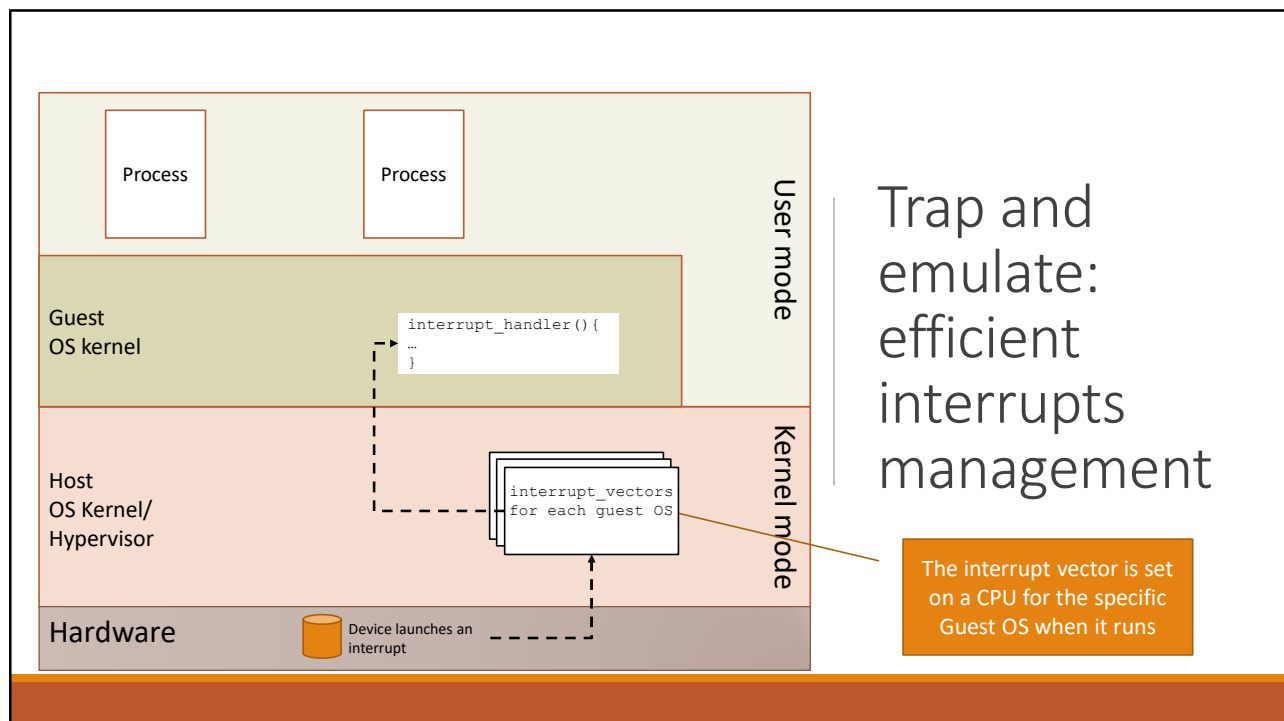 Process
Process
User mode
Guest
OS kernel
interrupt_handler(){
…
}
Host
OS Kernel/
Hypervisor
interrupt_vectors
for each guest OS
Kernel mode
Hardware
Device launches an
interrupt
Trap and
emulate:
efficient
interrupts
management
The interrupt vector is set
on a CPU for the specific
Guest OS when it runs